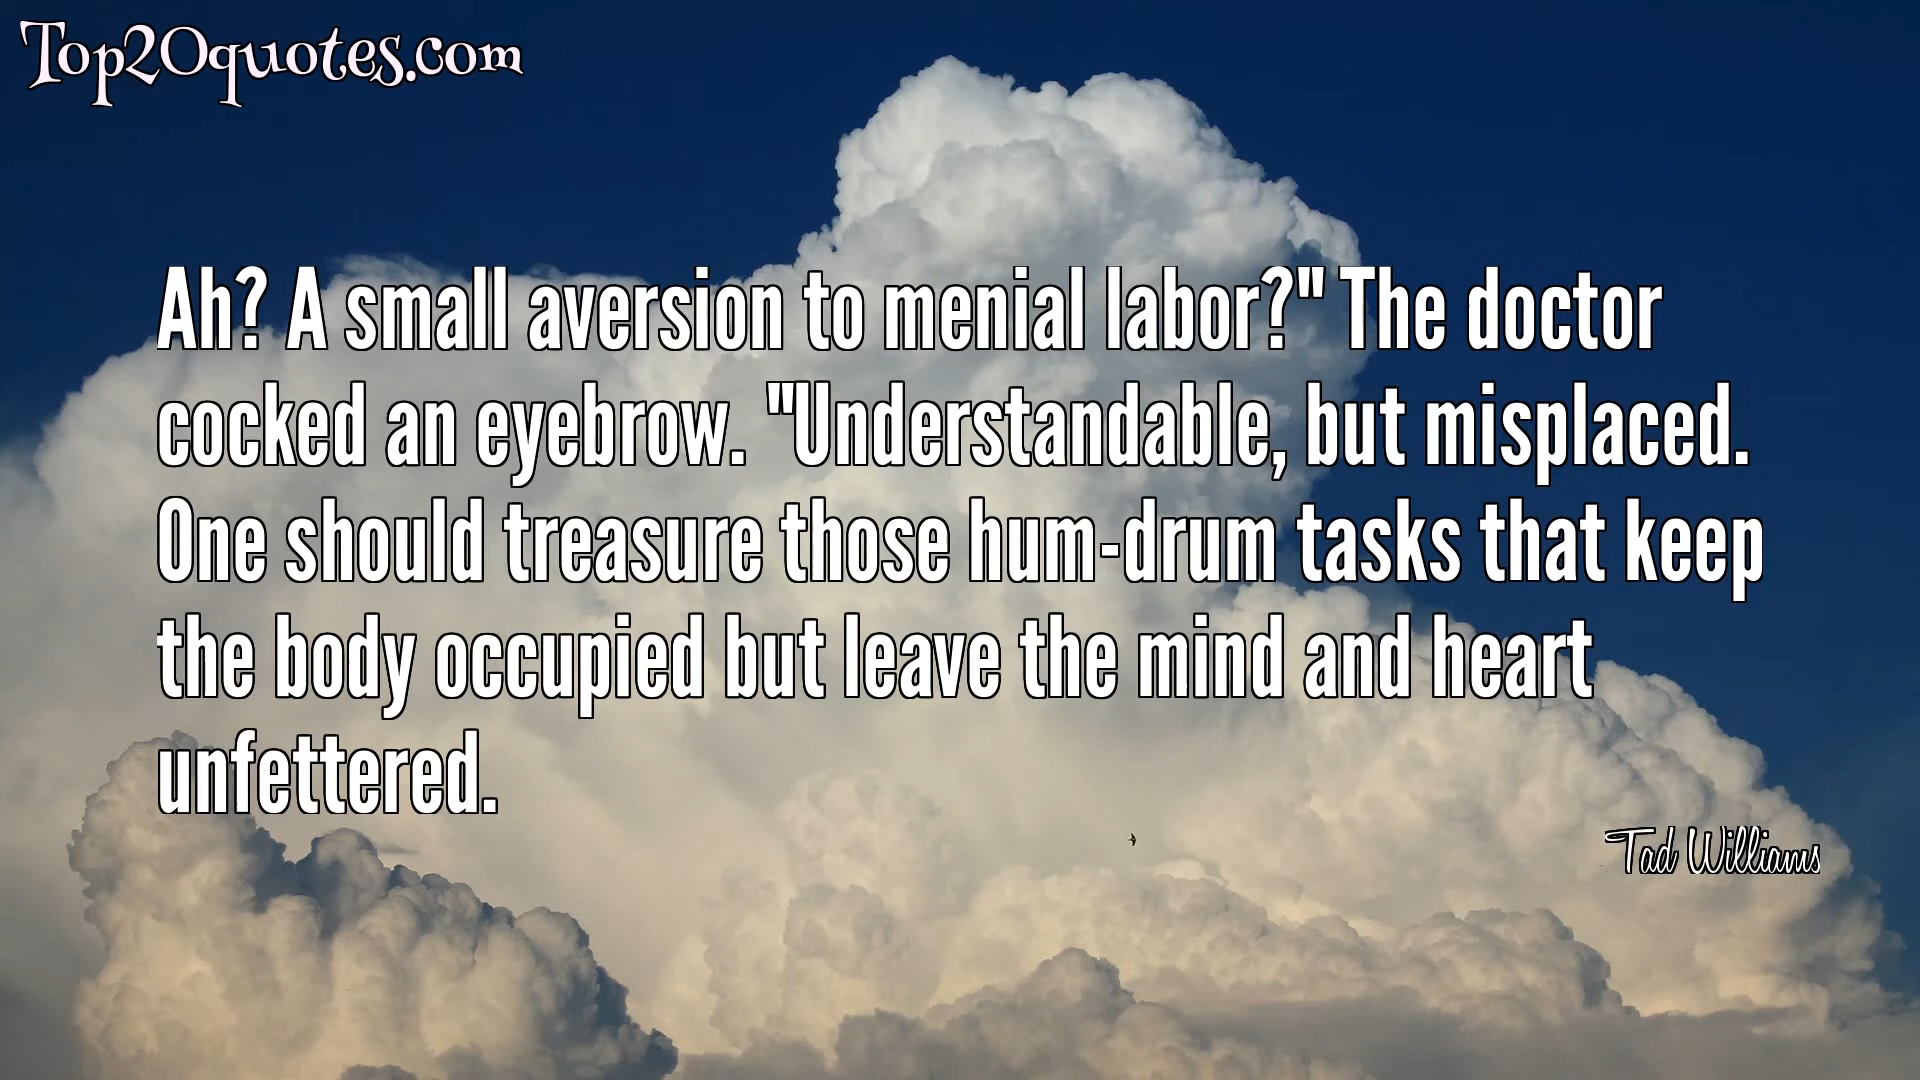 Top20quotes.com
Ah? A small aversion to menial labor?" The doctor
cocked an eyebrow. "Understandable, but misplaced.
One should treasure those hum-drum tasks that keep
the body occupied but leave the mind and heart
unfettered.
Tad Williams